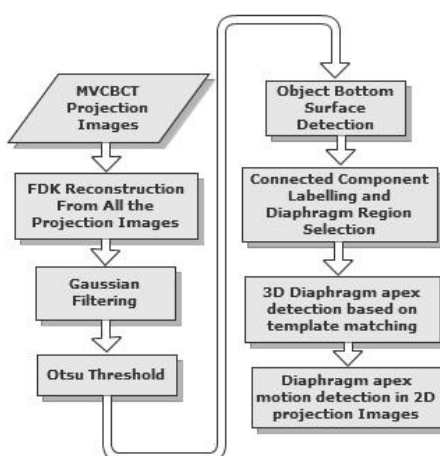 MVCBCT
Projection
Images
FDK Reconstruction
From All the
Projection Images
Gaussian
Filtering
Otsu Threshold
Object Bottom
Surface
Detection
Connected Component
Labelling and
Diaphragm Region
Selection
3D Diaphragm apex
detection based on
template matching
Diaphragm apex
motion detection in 2D
projection Images